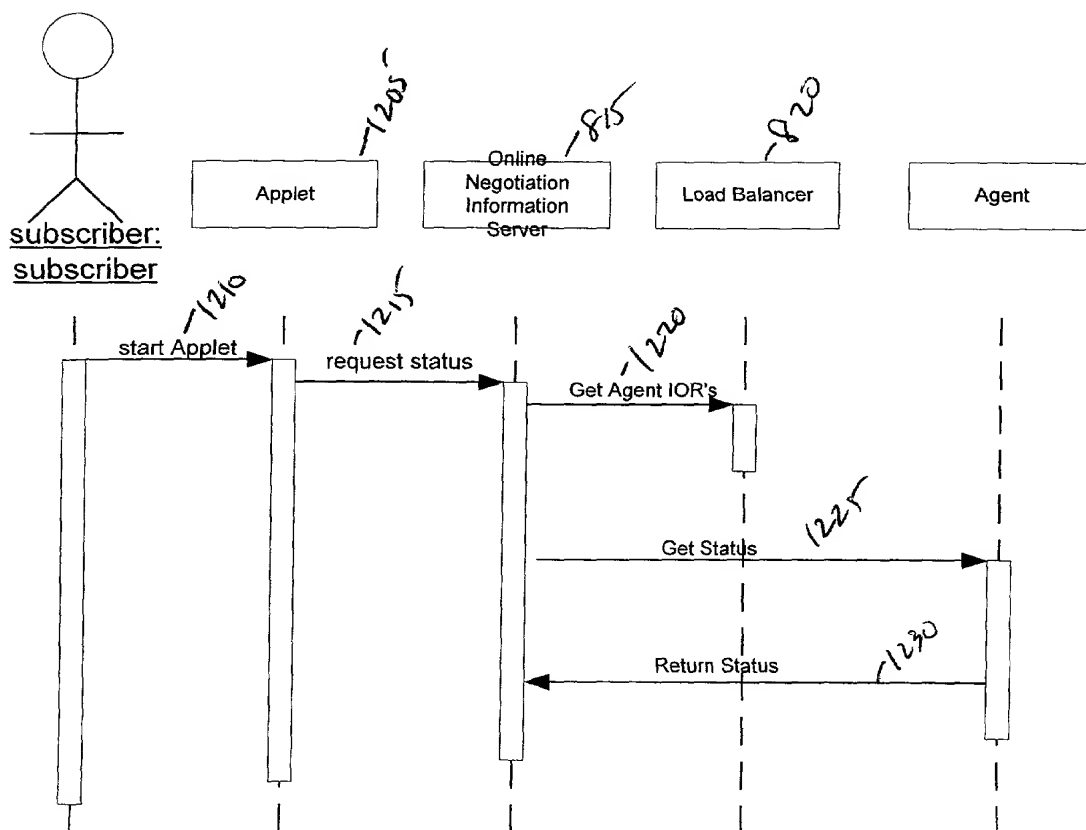 -1205
-815
-820
Applet
Online
Negotiation
Information
Server
Load Balancer
Agent
subscriber:
subscriber
-1210
start Applet
-1215
request status
-1220
Get Agent IOR's
1225
Get Status
-1230
Return Status